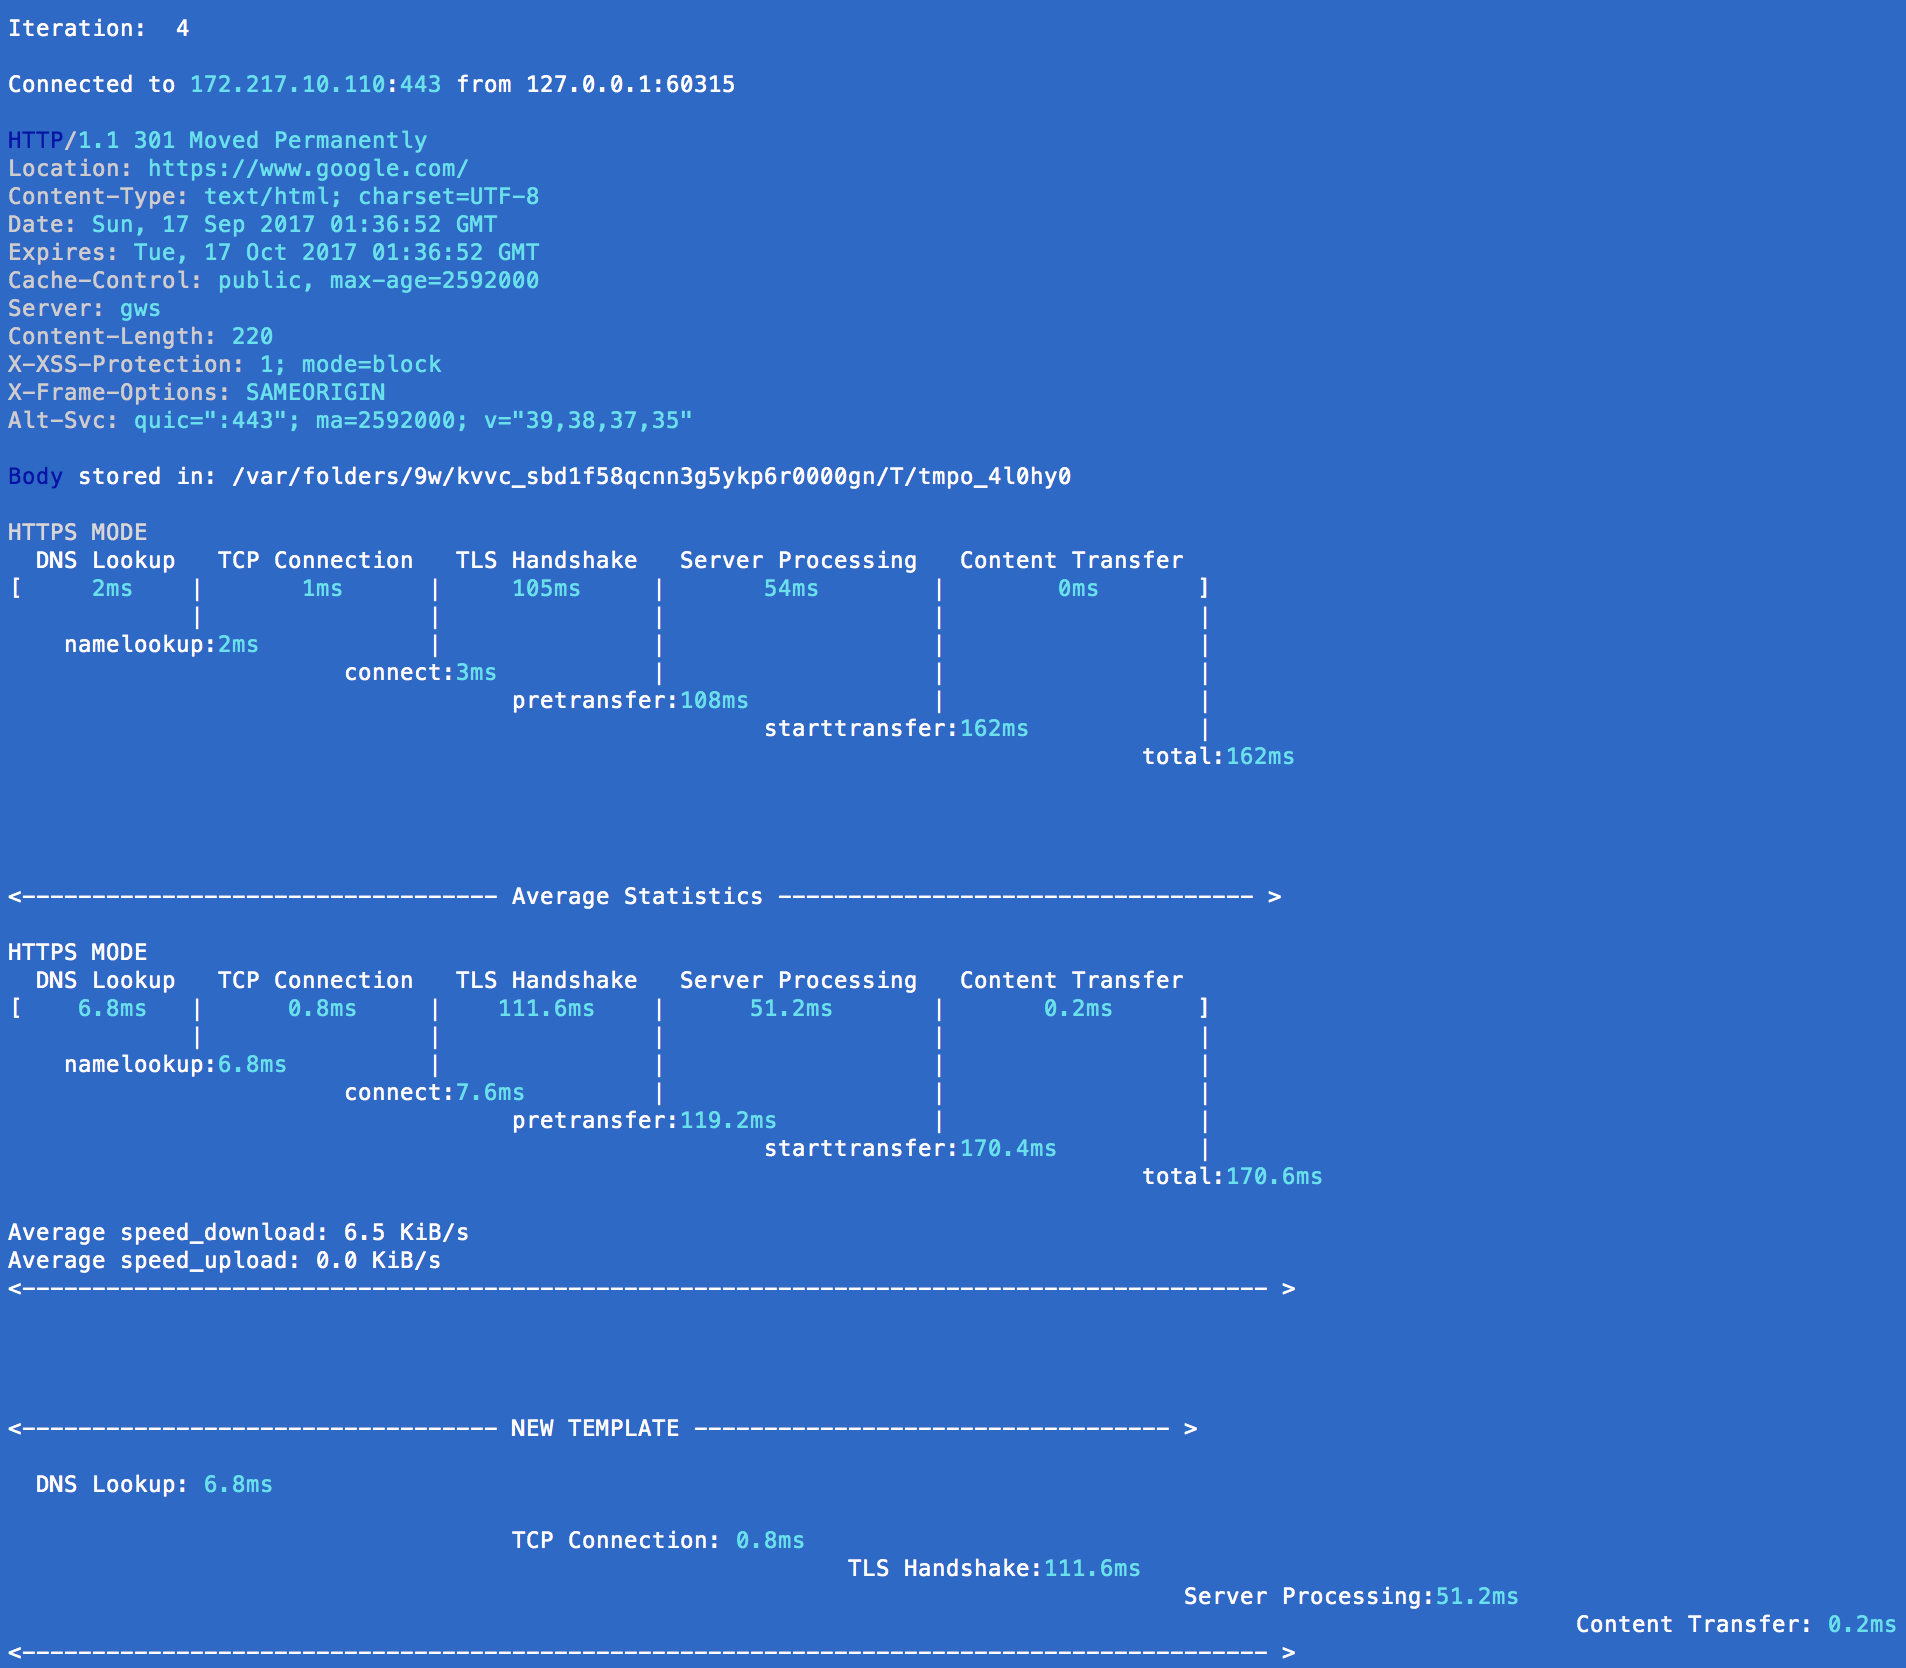 Iteration:  4
Connected to 172.217.10.110:443 from 127.0.0.1:60315
HTTP/1.1 301 Moved Permanently
Location: https://www.google.com/
Content-Type: text/html; charset=UTF-8
Date: Sun, 17 Sep 2017 01:36:52 GMT
Expires: Tue, 17 Oct 2017 01:36:52 GMT
Cache-Control: public, max-age=2592000
Server: gws
Content-Length: 220
X-XSS-Protection: 1; mode=block
X-Frame-Options: SAMEORIGIN
Alt-Svc: quic=":443"; ma=2592000; v="39,38,37,35"
Body stored in: /var/folders/9w/kvvc_sbd1f58qcnn3g5ykp6r0000gn/T/tmpo_4l0hy0
HTTPS MODE
  DNS Lookup   TCP Connection   TLS Handshake   Server Processing   Content Transfer
[     2ms    |       1ms      |     105ms     |       54ms        |        0ms       ]
             |                |               |                   |                  |
    namelookup:2ms            |               |                   |                  |
                        connect:3ms           |                   |                  |
                                    pretransfer:108ms             |                  |
                                                      starttransfer:162ms            |
                                                                                 total:162ms
<---------------------------------- Average Statistics ---------------------------------- >
HTTPS MODE
  DNS Lookup   TCP Connection   TLS Handshake   Server Processing   Content Transfer
[    6.8ms   |      0.8ms     |    111.6ms    |      51.2ms       |       0.2ms      ]
             |                |               |                   |                  |
    namelookup:6.8ms          |               |                   |                  |
                        connect:7.6ms         |                   |                  |
                                    pretransfer:119.2ms           |                  |
                                                      starttransfer:170.4ms          |
                                                                                 total:170.6ms
Average speed_download: 6.5 KiB/s
Average speed_upload: 0.0 KiB/s
<----------------------------------------------------------------------------------------- >
<---------------------------------- NEW TEMPLATE ---------------------------------- >
  DNS Lookup: 6.8ms
                                    TCP Connection: 0.8ms
                                                            TLS Handshake:111.6ms
                                                                                    Server Processing:51.2ms
                                                                                                                Content Transfer: 0.2ms
<----------------------------------------------------------------------------------------- >